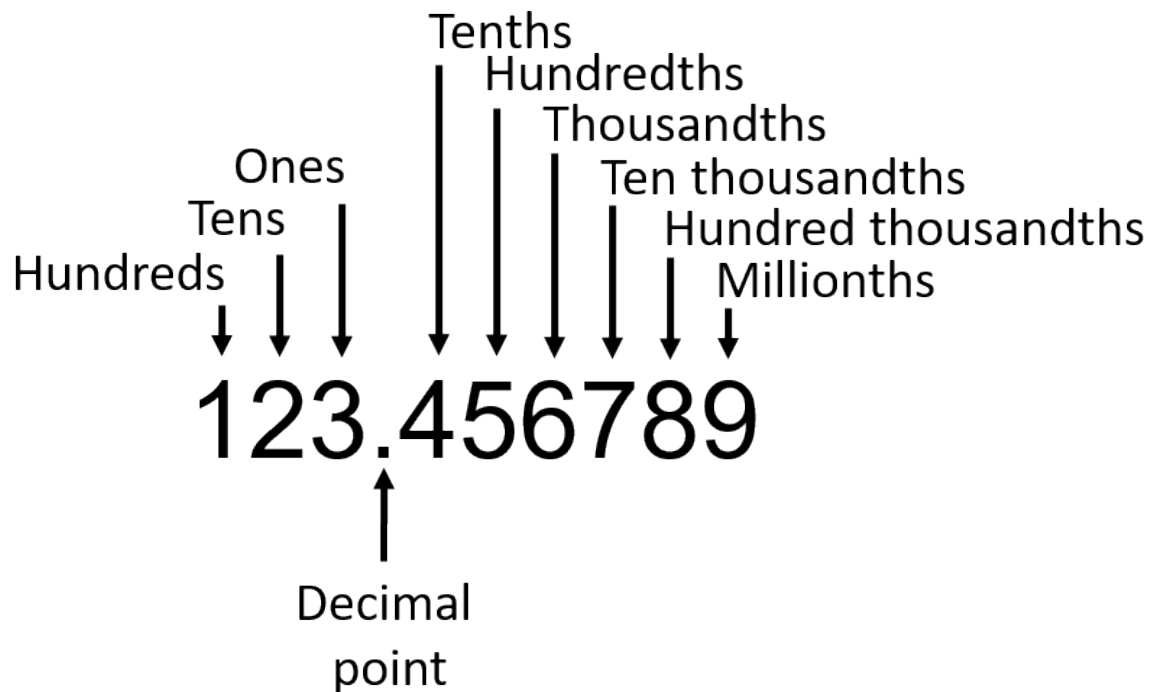 Tenths
Hundredths
Thousandths
Ones
Ten thousandths
Tens
Hundred thousandths
Hundreds
Millionths
123.456789
Decimal
point